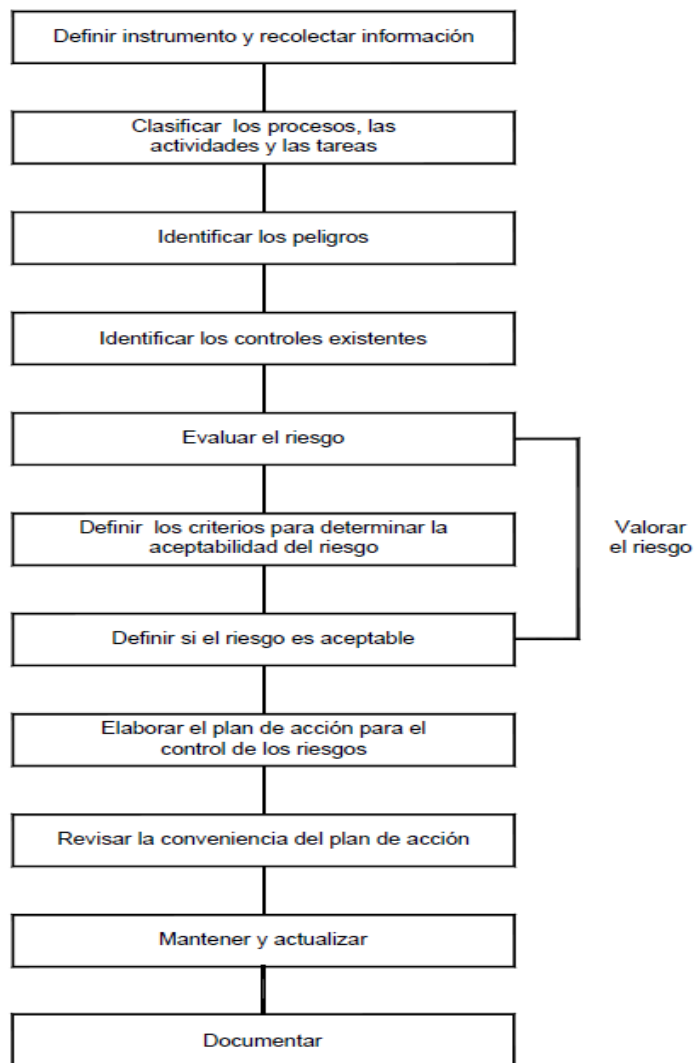 Definir instrumento y recolectar información
Clasificar los procesos, las
actividades y las tareas
Identificar los peligros
Identificar los controles existentes
Evaluar el riesgo
Definir los criterios para determinar la
aceptabilidad del riesgo
Valorar
el riesgo
Definir si el riesgo es aceptable
Elaborar el plan de acción para el
control de los riesgos
Revisar la conveniencia del plan de acción
Mantener y actualizar
Documentar